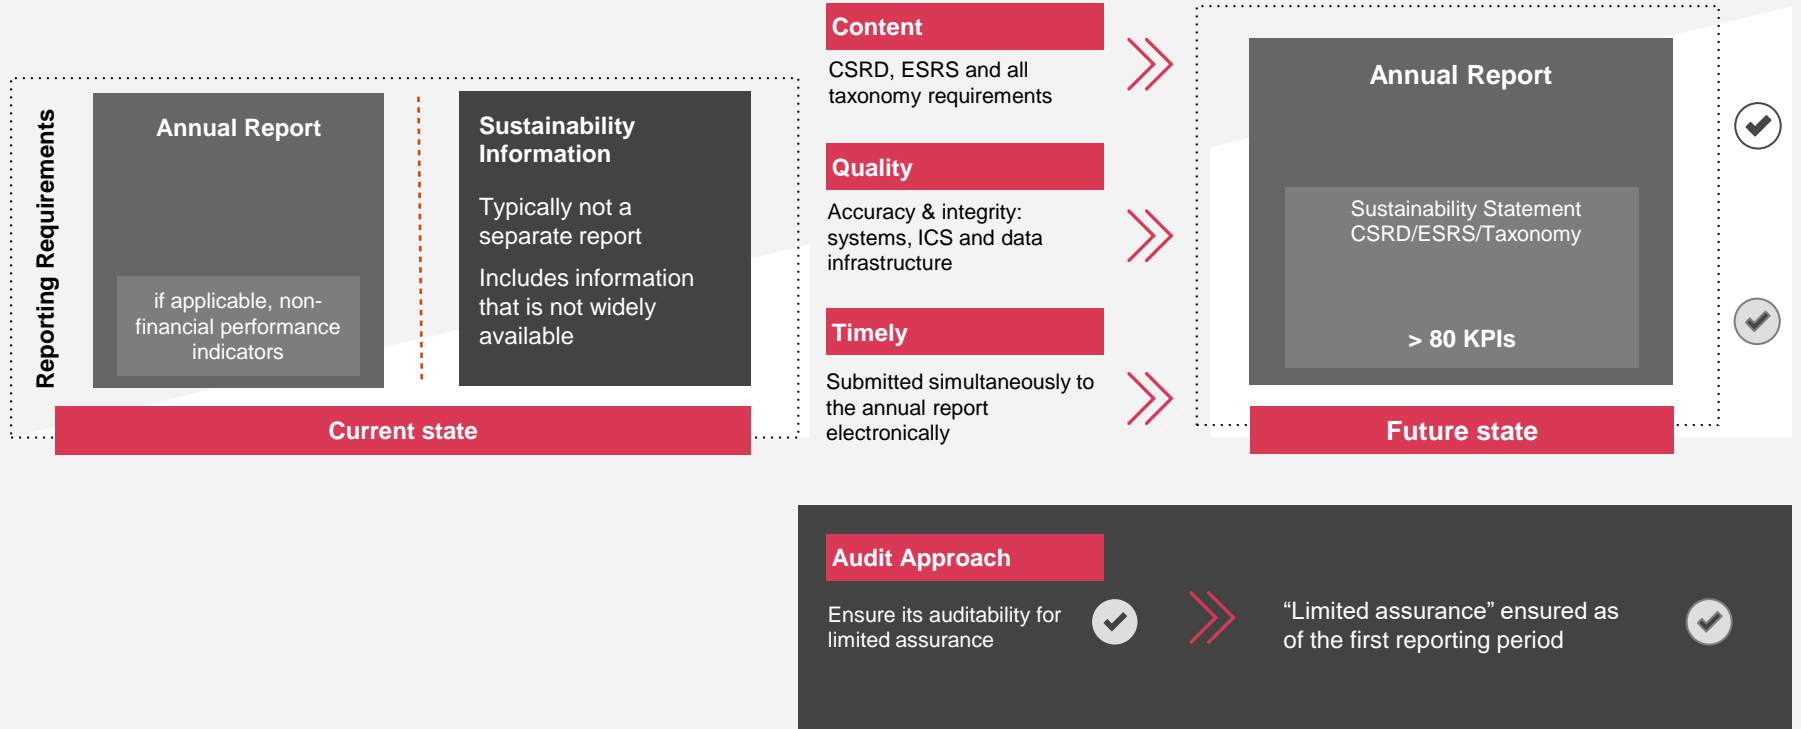 Reporting Requirements
Annual Report
if applicable, non-
financial performance
indicators
Sustainability
Information
Typically not a
separate report
Includes information
that is not widely
available
Current state
Content
CSRD, ESRS and all
taxonomy requirements
Quality
Accuracy & integrity:
systems, ICS and data
infrastructure
Timely
Submitted simultaneously to
the annual report
electronically
Annual Report
Sustainability Statement
CSRD/ESRS/Taxonomy
> 80 KPIs
Future state
Audit Approach
Ensure its auditability for
limited assurance
“Limited assurance” ensured as
of the first reporting period